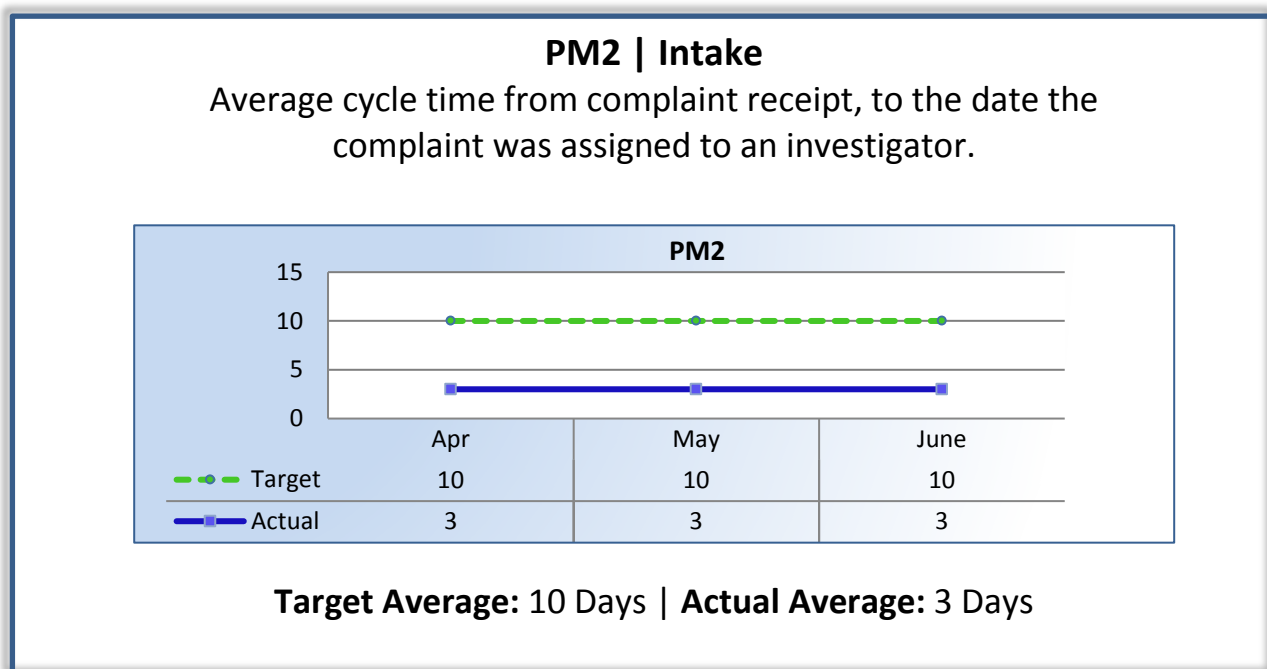 PM2 | Intake
Average cycle time from complaint receipt, to the date the
complaint was assigned to an investigator.
PM2
15
10
5
0
Apr May June
Target 10 10 10
Actual 3 3 3
Target Average: 10 Days | Actual Average: 3 Days